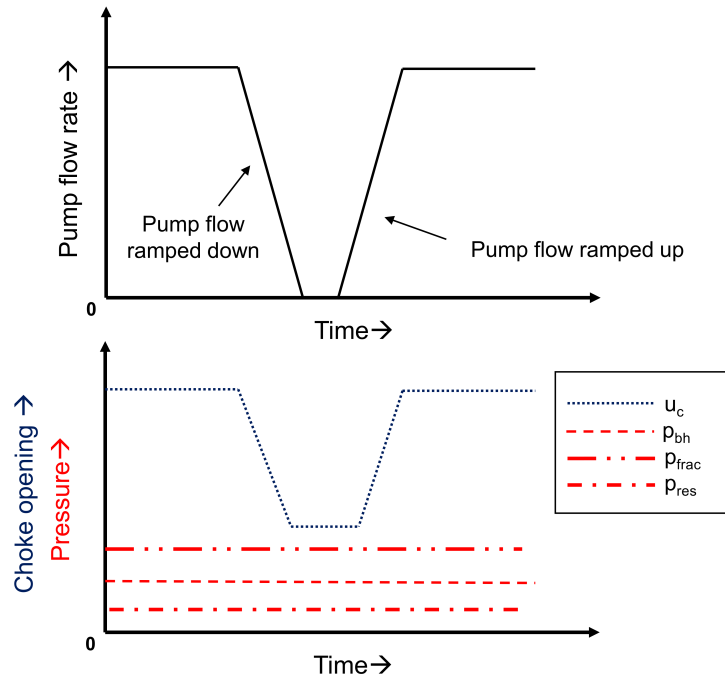 Pump flow rate →
Pump flow
ramped down
Pump flow ramped up
0
Time→
Choke opening →
Pressure→
u_c
p_bh
p_frac
p_res
0
Time→